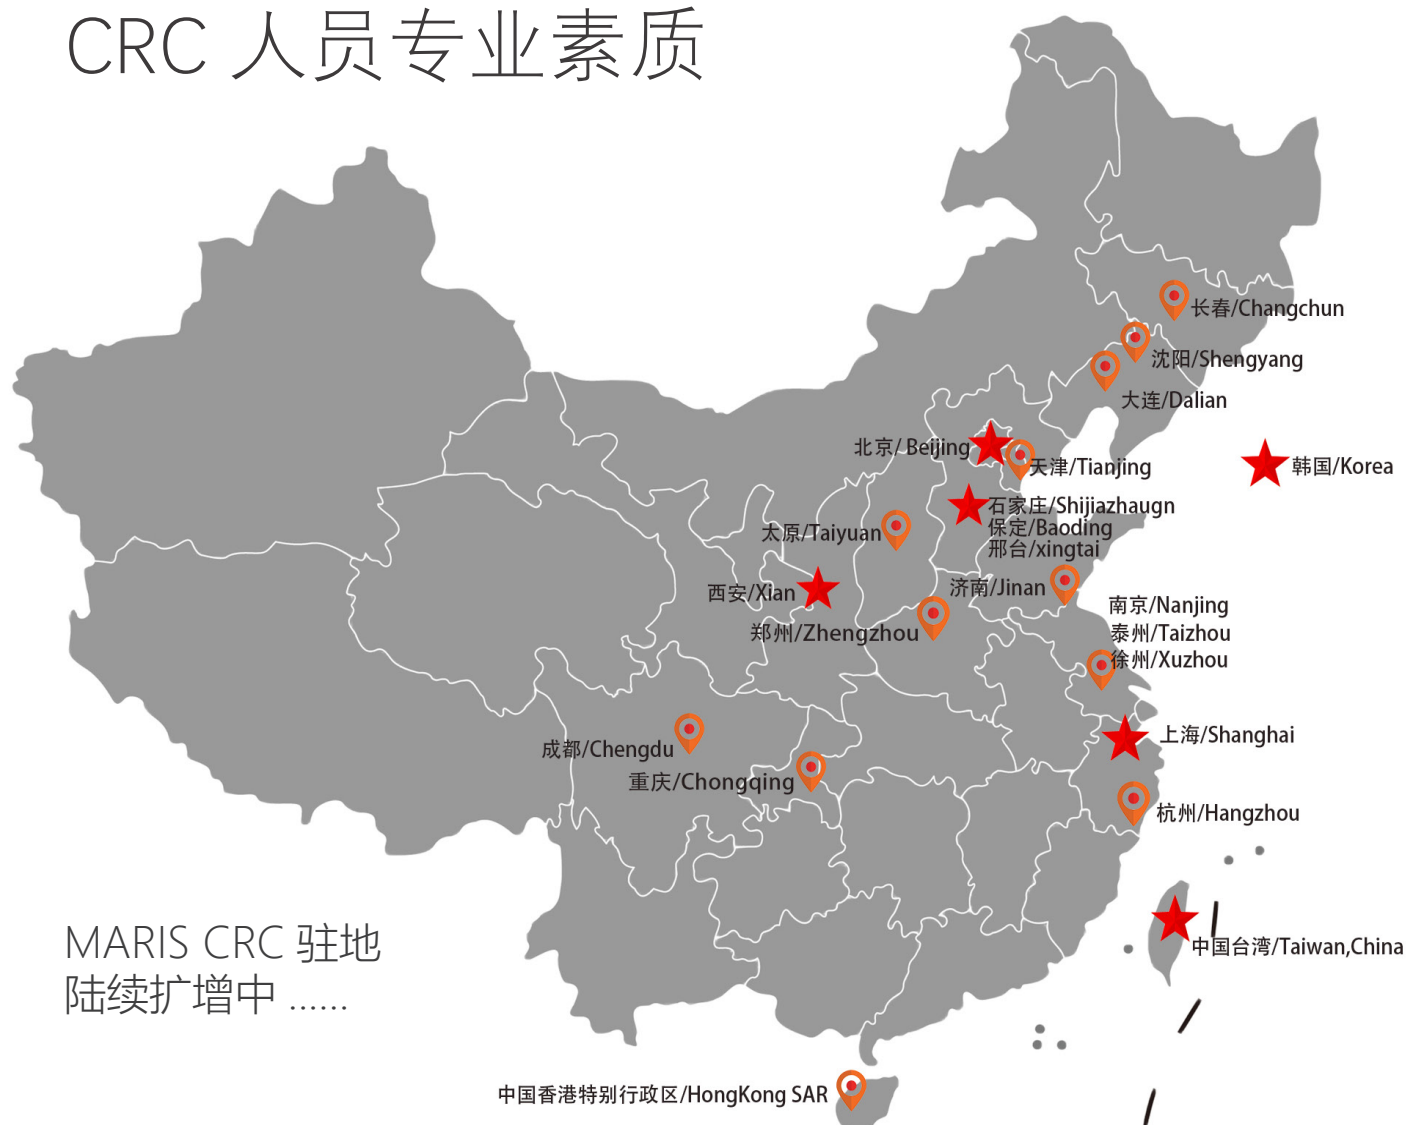 CRC 人员专业素质
长春/Changchun
沈阳/Shengyang
大连/Dalian
北京/ Beijing
天津/Tianjing
韩国/Korea
石家庄/Shijiazhaugn
保定/Baoding
邢台/xingtai
太原/Taiyuan
西安/Xian
济南/Jinan
郑州/Zhengzhou
南京/Nanjing
泰州/Taizhou
徐州/Xuzhou
上海/Shanghai
成都/Chengdu
重庆/Chongqing
杭州/Hangzhou
中国台湾/Taiwan,China
MARIS CRC 驻地
陆续扩增中 ......
中国香港特别行政区/HongKong SAR